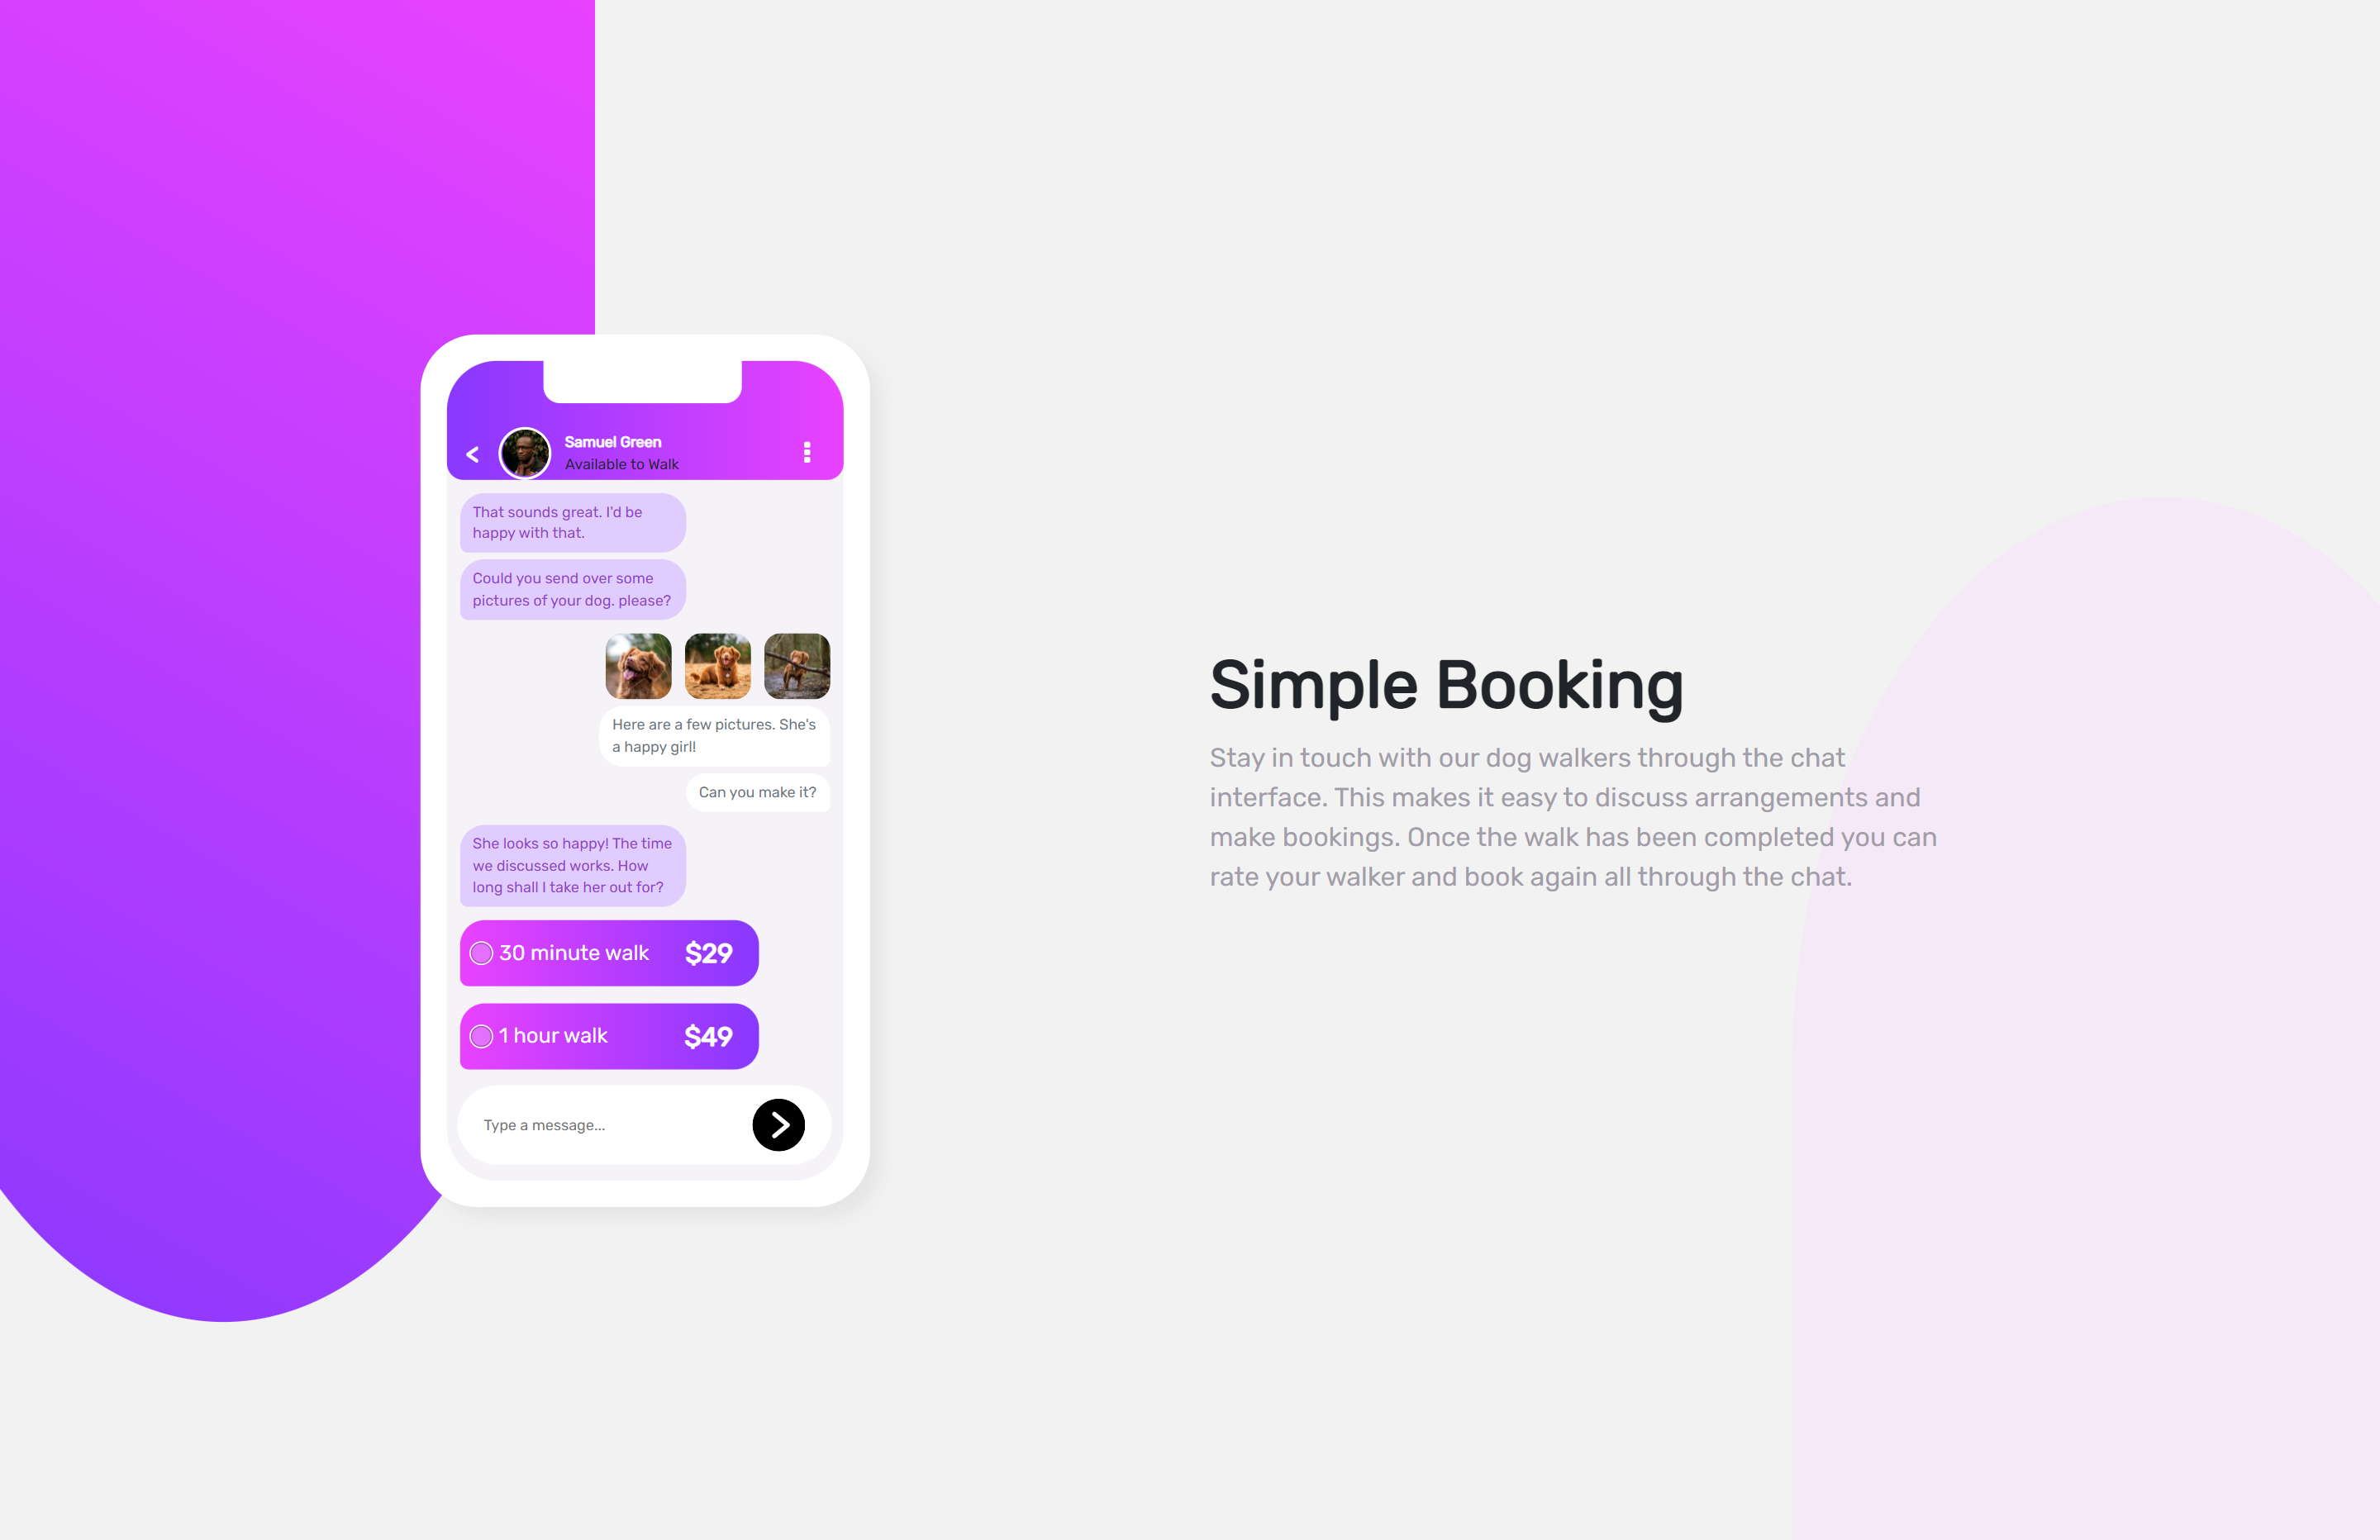 Samuel Green
Available to Walk
That sounds great. I'd be
happy with that.
Could you send over some
pictures of your dog. please?
Here are a few pictures. She's
a happy girl!
Can you make it?
She looks so happy! The time
we discussed works. How
long shall I take her out for?
30 minute walk $29
1 hour walk $49
Type a message...
Simple Booking
Stay in touch with our dog walkers through the chat
interface. This makes it easy to discuss arrangements and
make bookings. Once the walk has been completed you can
rate your walker and book again all through the chat.